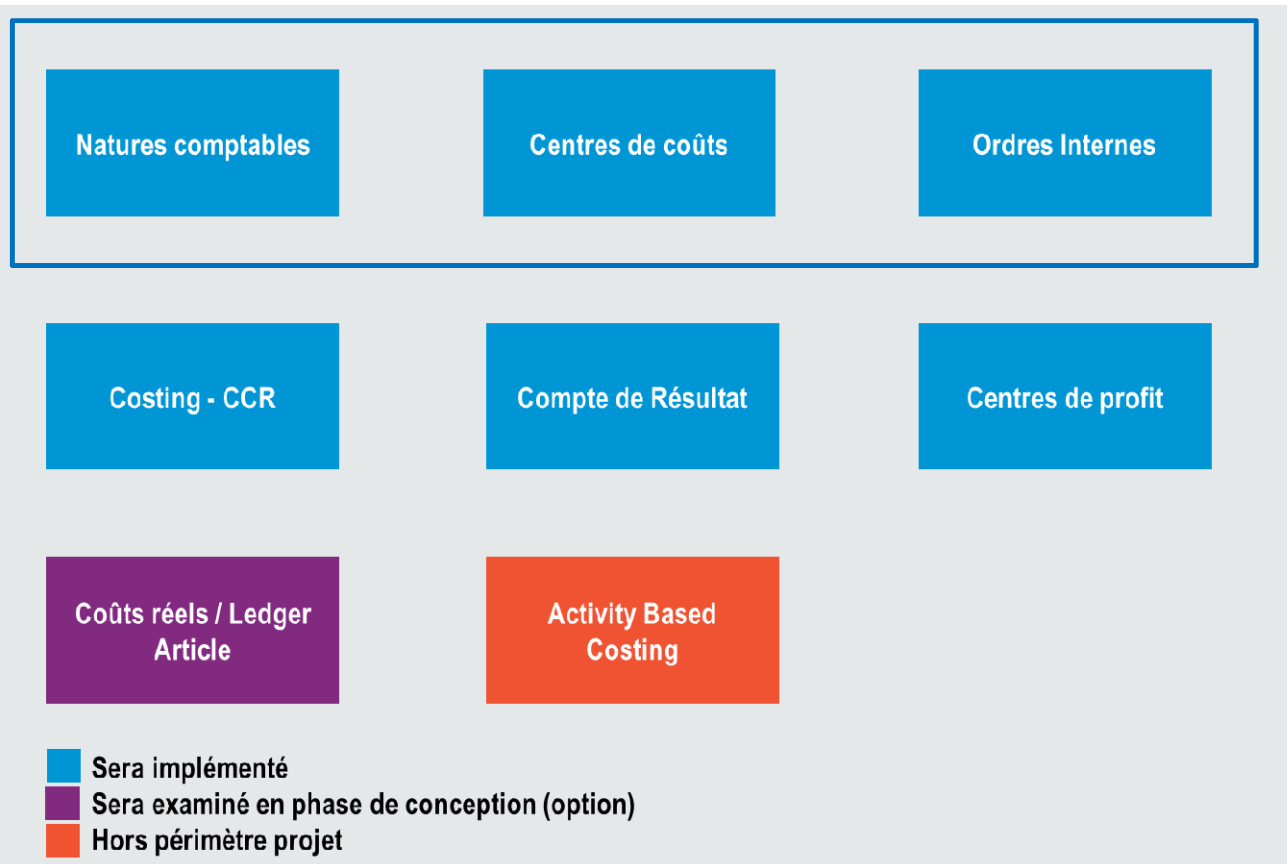 Natures comptables
Centres de coûts
Ordres Internes
Costing - CCR
Compte de Résultat
Centres de profit
Coûts réels / Ledger
Article
Activity Based
Costing
Sera implémenté
Sera examiné en phase de conception (option)
Hors périmètre projet